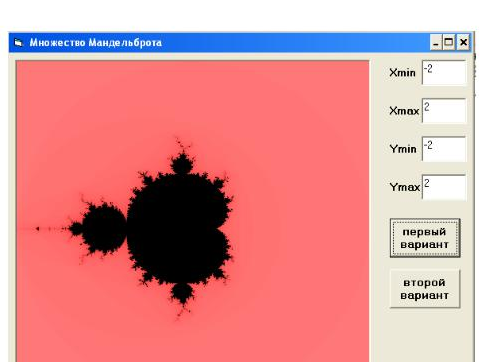 Множество Мандельброта
Xmin -2
Xmax 2
Ymin -2
Ymax 2
первый
вариант
второй
вариант